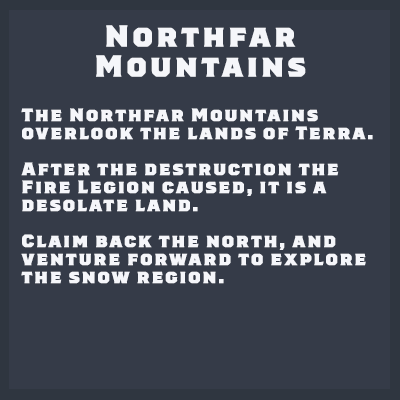 Northfar
Mountains
The Northfar Mountains
overlook the lands of Terra.
After the destruction the
Fire Legion caused, it is a
desolate land.
Claim back the north, and
venture forward to explore
the snow region.